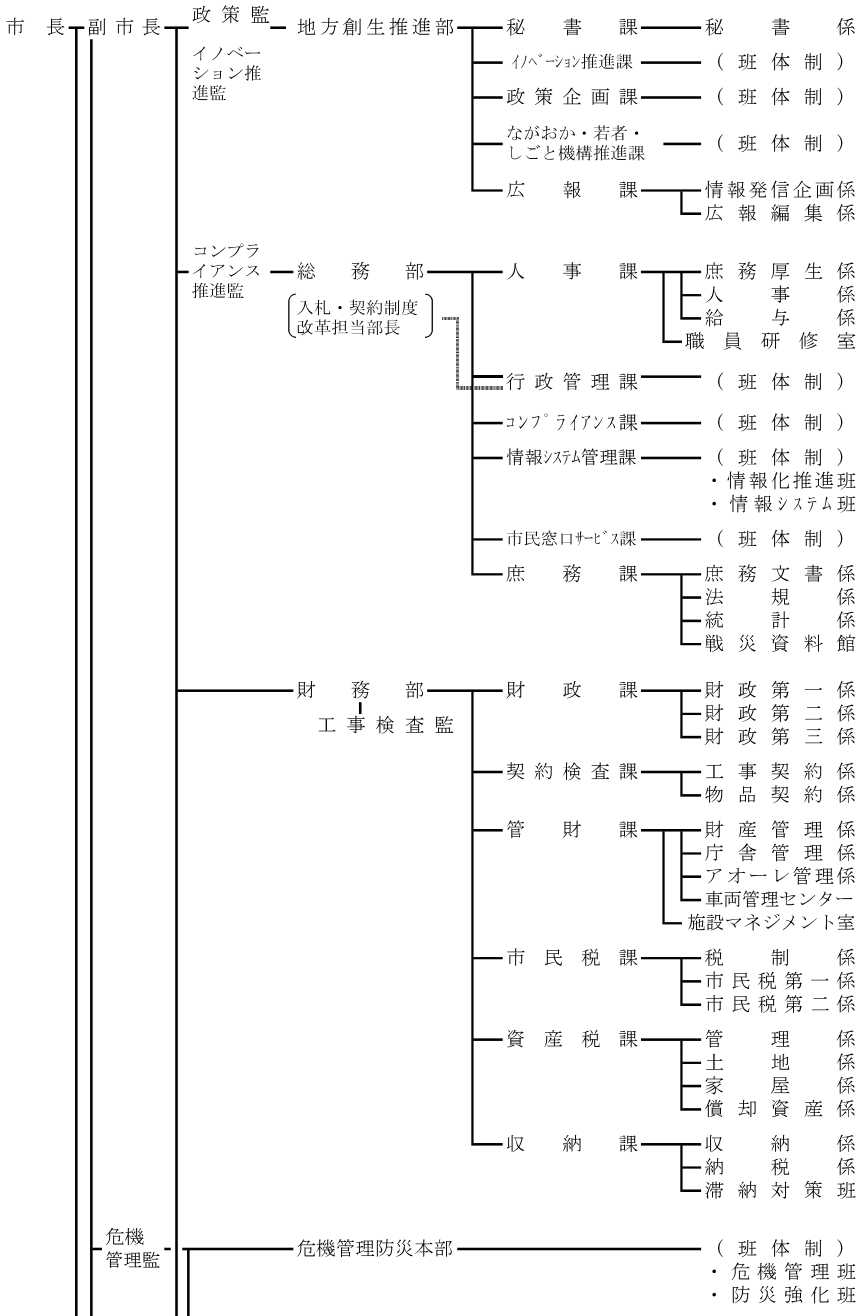 市長 副市長 政策監 地方創生推進部 秘書課 秘書係
イノベー
ション推
進監
イノベーション推進課 (班体制)
政策企画課 (班体制)
ながおか・若者・
しごと機構推進課 (班体制)
広報課 情報発信企画係
広報編集係
コンプラ
イアンス
推進監
総務部 人事課 庶務厚生係
入札・契約制度
改革担当部長
人事係
給与係
職員研修室
行政管理課 (班体制)
コンプライアンス課 (班体制)
情報システム管理課 (班体制)
・情報化推進班
・情報システム班
市民窓口サービス課 (班体制)
庶務課 庶務文書係
法規係
統計係
戦災資料館
財務部 財政課 財政第一係
工事検査監 財政第二係
財政第三係
契約検査課 工事契約係
物品契約係
管財課 財産管理係
庁舎管理係
アオーレ管理係
車両管理センター
施設マネジメント室
市民税課 税制係
市民税第一係
市民税第二係
資産税課 管理係
土地係
家屋係
償却資産係
収納課 収納係
納税係
滞納対策班
危機
管理監
危機管理防災本部 (班体制)
・危機管理班
・防災強化班